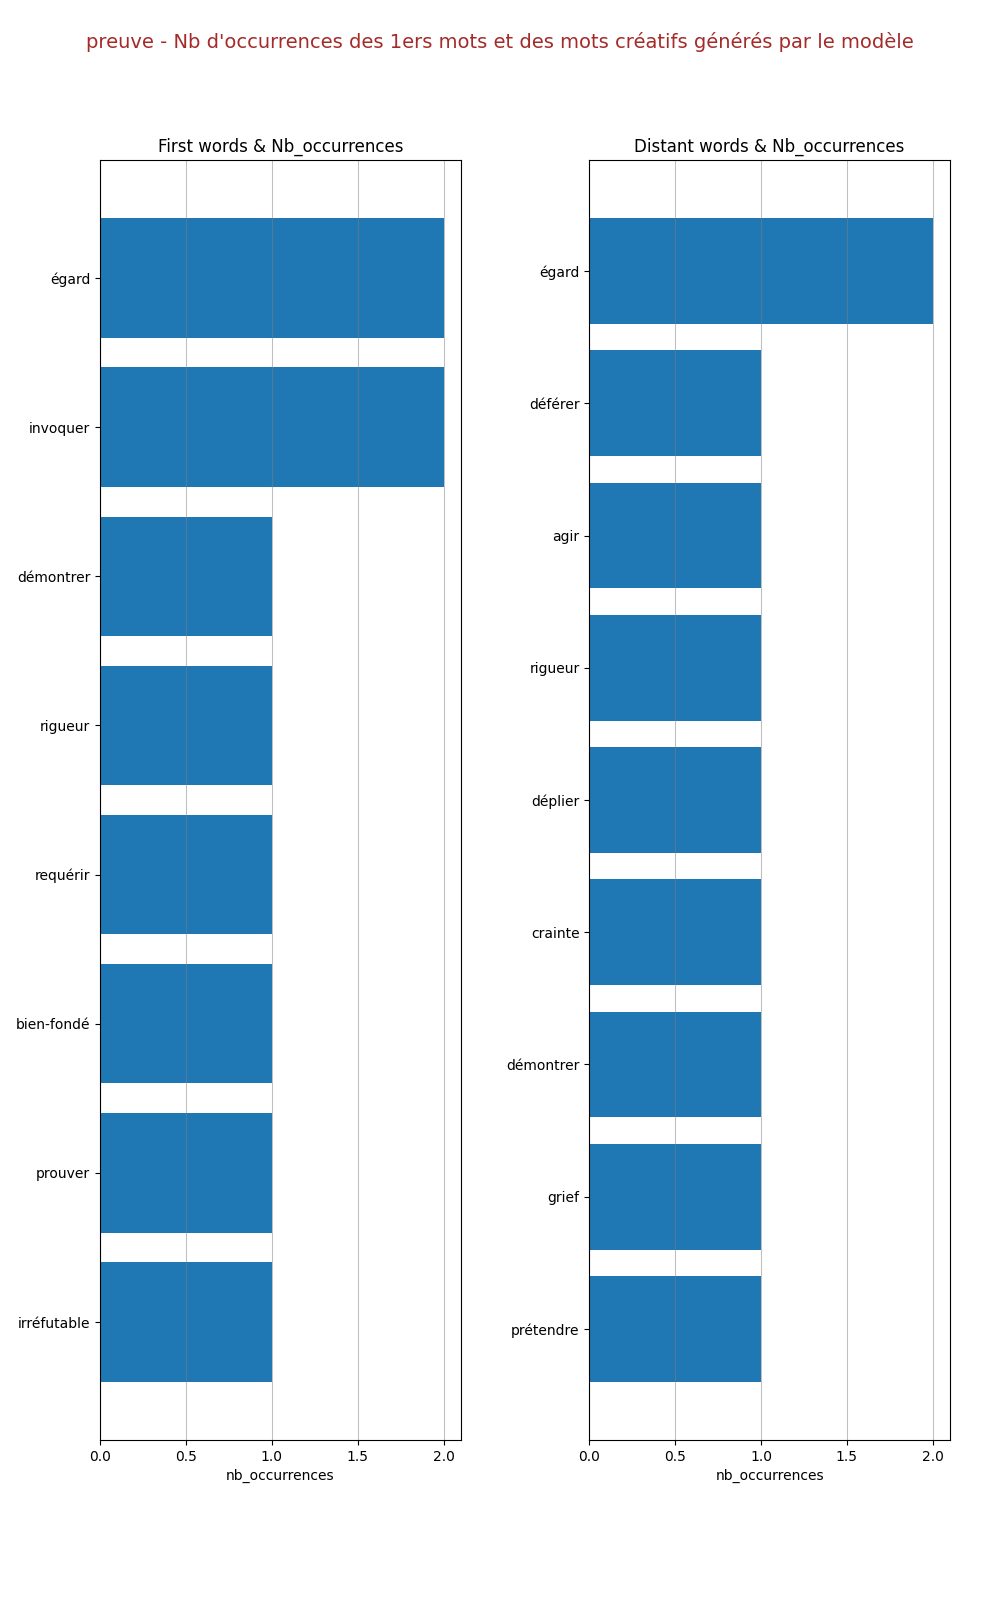 preuve - Nb d'occurrences des 1ers mots et des mots créatifs générés par le modèle
First words & Nb_occurrences
égard
invoquer
démontrer
rigueur
requérir
bien-fondé
prouver
irréfutable
0.0 0.5 1.0 1.5 2.0
nb_occurrences
Distant words & Nb_occurrences
égard
déférer
agir
rigueur
déplier
crainte
démontrer
grief
prétendre
0.0 0.5 1.0 1.5 2.0
nb_occurrences